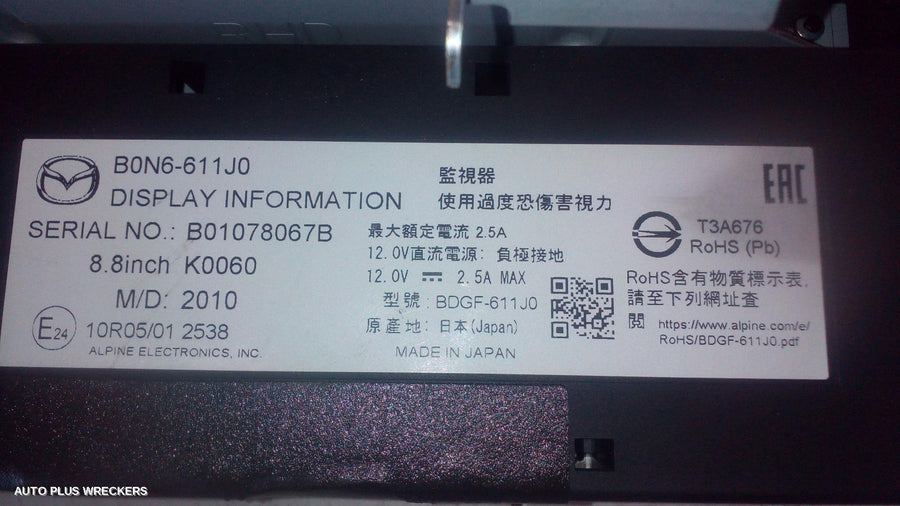 B0N6-611J0
DISPLAY INFORMATION
SERIAL NO.: B01078067B
8.8inch K0060
M/D: 2010
E24 10R05/01 2538
ALPINE ELECTRONICS, INC.
監視器
使用過度恐傷害視力
最大額定電流 2.5A
12.0V直流電源: 負極接地
12.0V ⎓ 2.5A MAX
型號: BDGF-611J0
原產地: 日本(Japan)
MADE IN JAPAN
EAC
T3A676
RoHS (Pb)
RoHS含有物質標示表,
請至下列網址查
閱 https://www.alpine.com/e/
RoHS/BDGF-611J0.pdf
AUTO PLUS WRECKERS